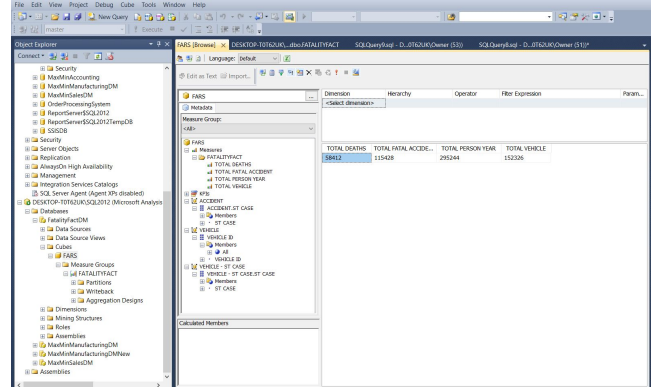 File Edit View Project Debug Cube Tools Window Help
New Query
master
Execute
Debug
Object Explorer
FARS [Browse]
DESKTOP-T0T62UK\...dbo.FATALITYFACT
SQLQuery9.sql - D...0T62UK\Owner (53))
SQLQuery8.sql - D...0T62UK\Owner (51))*
Connect
Language: Default
Edit as Text
Import...
Security
MaxMinAccounting
MaxMinManufacturingDM
MaxMinSalesDM
OrderProcessingSystem
ReportServer$SQL2012
ReportServer$SQL2012TempDB
SSISDB
Security
Server Objects
Replication
AlwaysOn High Availability
Management
Integration Services Catalogs
SQL Server Agent (Agent XPs disabled)
DESKTOP-T0T62UK\SQL2012 (Microsoft Analysis
Databases
FatalityFactDM
Data Sources
Data Source Views
Cubes
FARS
Measure Groups
FATALITYFACT
Partitions
Writeback
Aggregation Designs
Dimensions
Mining Structures
Roles
Assemblies
MaxMinManufacturingDM
MaxMinManufacturingDMNew
MaxMinSalesDM
Assemblies
FARS
...
Metadata
Measure Group:
<All>
FARS
Measures
FATALITYFACT
TOTAL DEATHS
TOTAL FATAL ACCIDENT
TOTAL PERSON YEAR
TOTAL VEHICLE
KPIs
ACCIDENT
ACCIDENT.ST CASE
Members
ST CASE
VEHICLE
VEHICLE ID
Members
All
VEHICLE ID
VEHICLE - ST CASE
VEHICLE - ST CASE.ST CASE
Members
ST CASE
Calculated Members
Dimension Hierarchy Operator Filter Expression Param...
<Select dimension>
TOTAL DEATHS TOTAL FATAL ACCIDE... TOTAL PERSON YEAR TOTAL VEHICLE
58412 115428 295244 152326